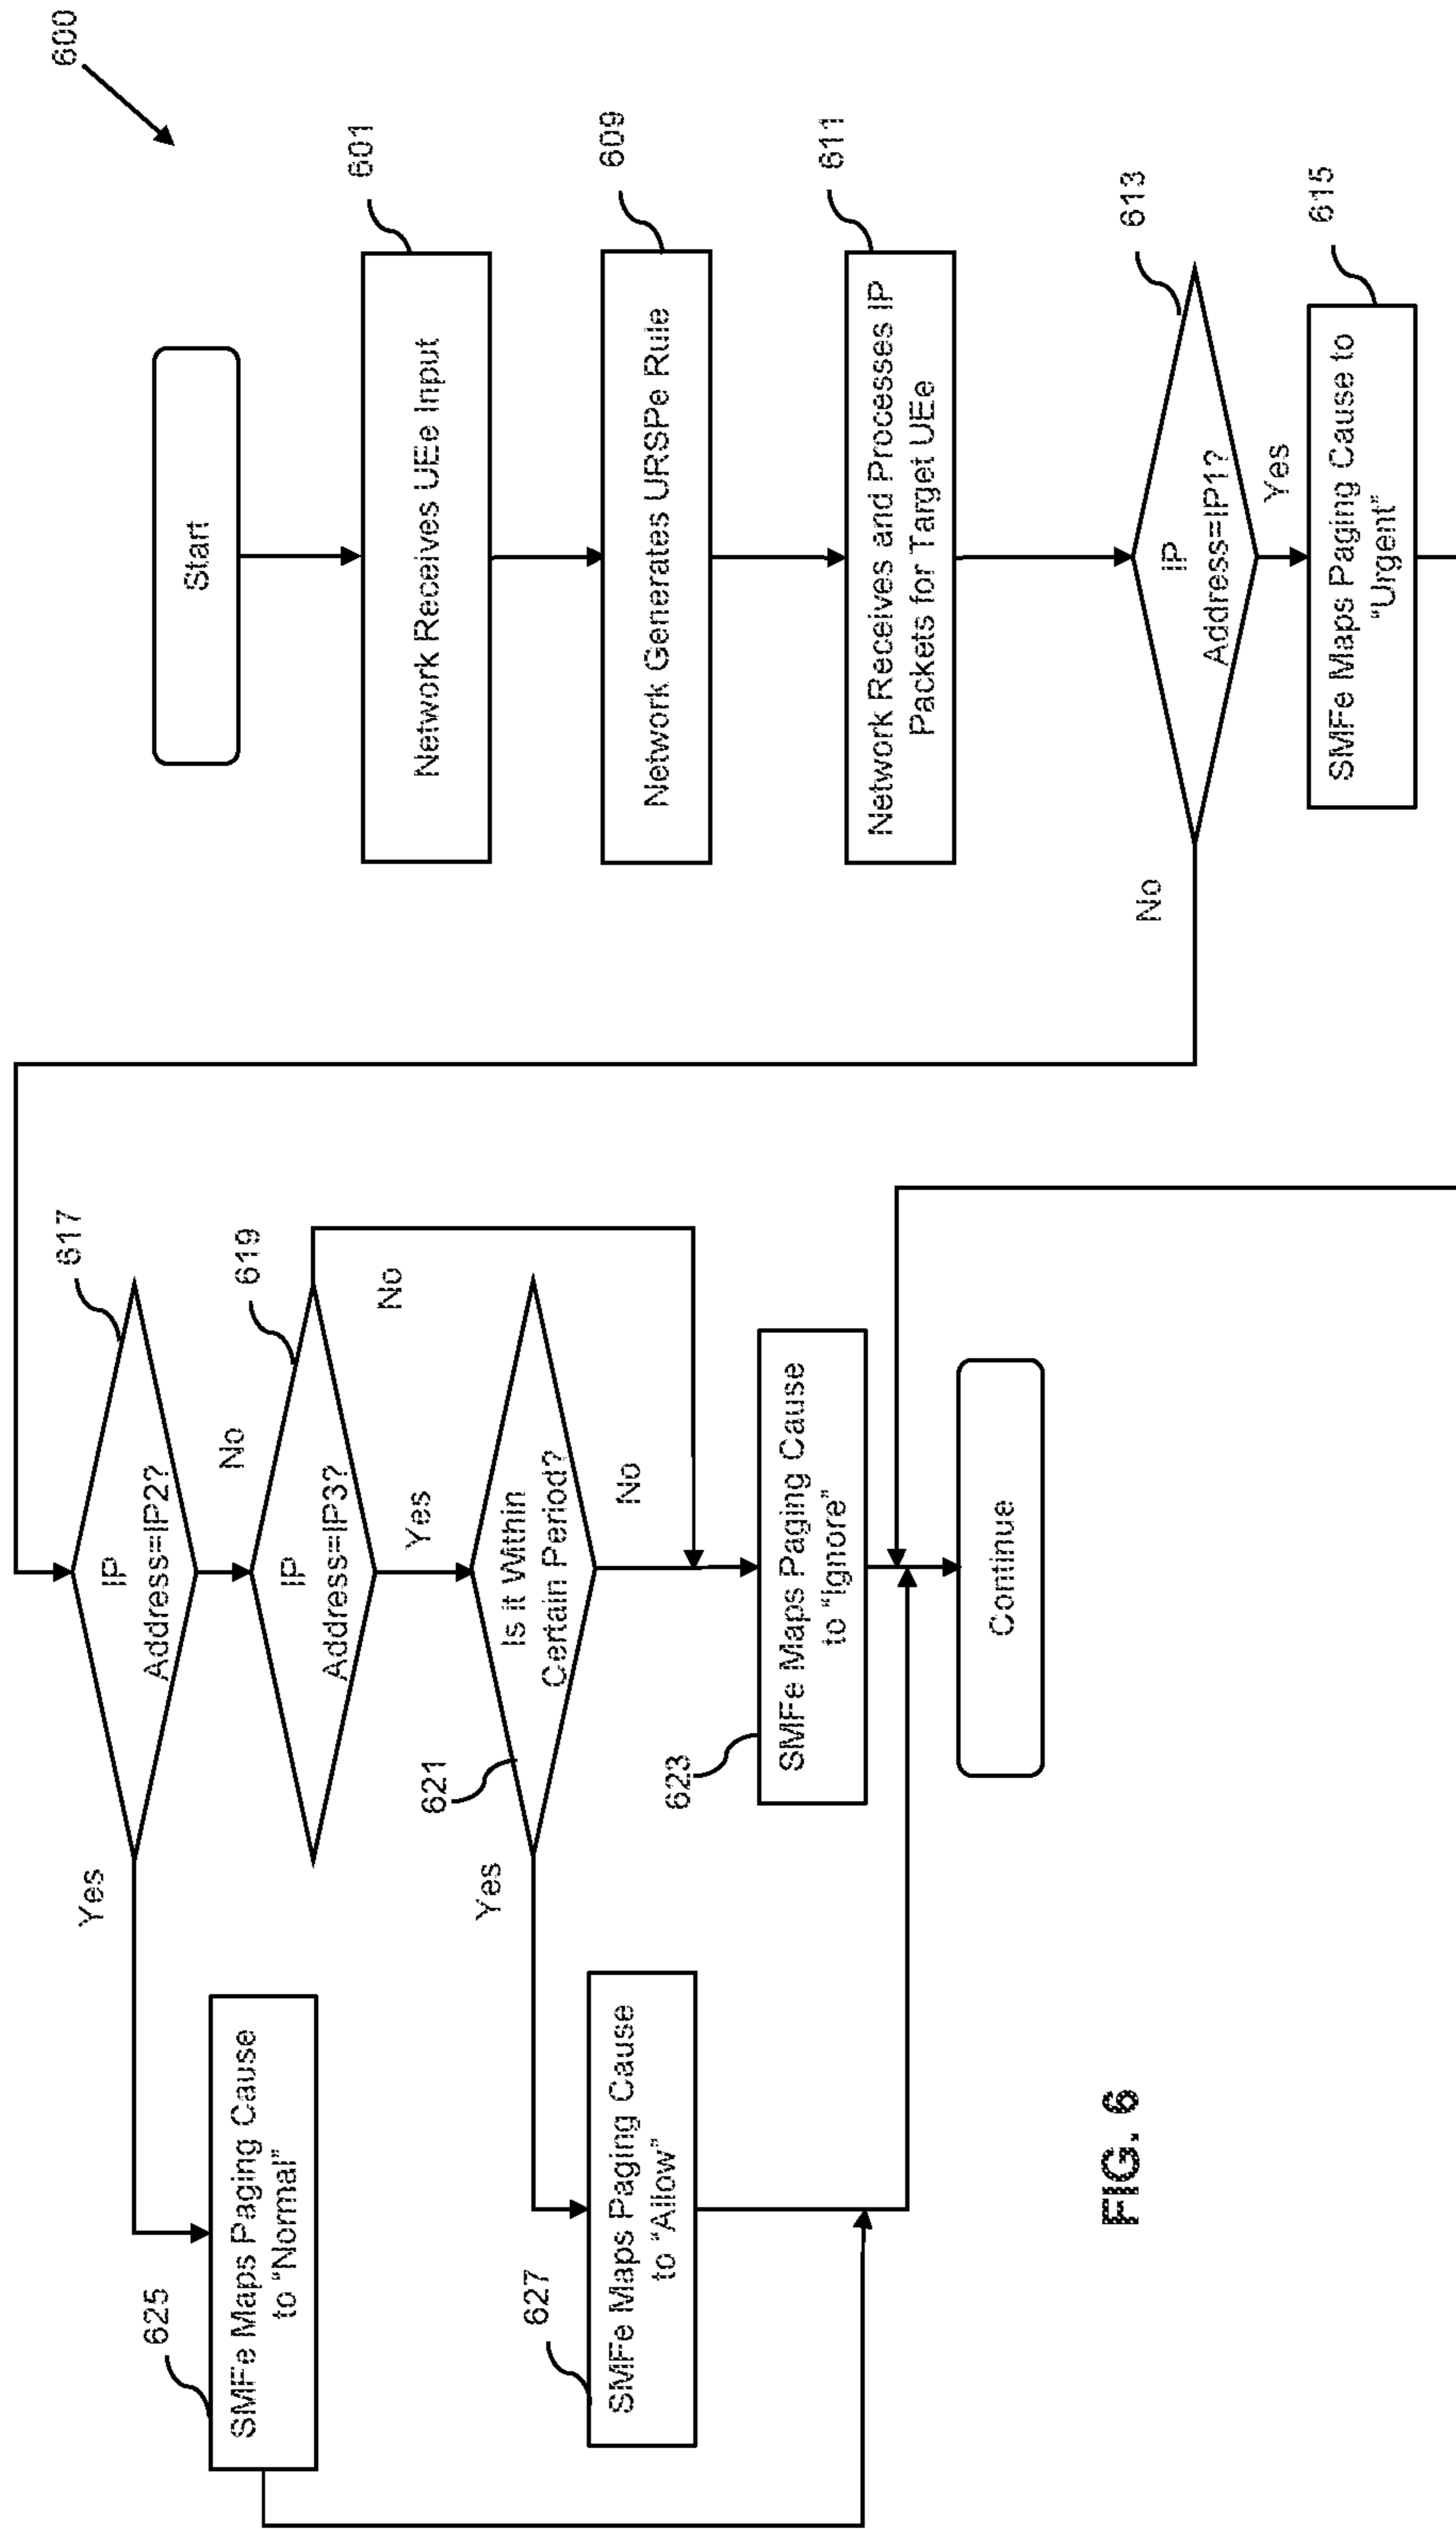 600
Start
601
Network Receives UEe Input
609
Network Generates URSPe Rule
611
Network Receives and Processes IP
Packets for Target UEe
613
IP
Address=IP1?
No
Yes
615
SMFe Maps Paging Cause to
“Urgent”
617
IP
Address=IP2?
Yes
No
619
IP
Address=IP3?
No
Yes
621
Is it Within
Certain Period?
Yes
No
625
SMFe Maps Paging Cause
to “Normal”
627
SMFe Maps Paging Cause
to “Allow”
623
SMFe Maps Paging Cause
to “Ignore”
Continue
FIG. 6